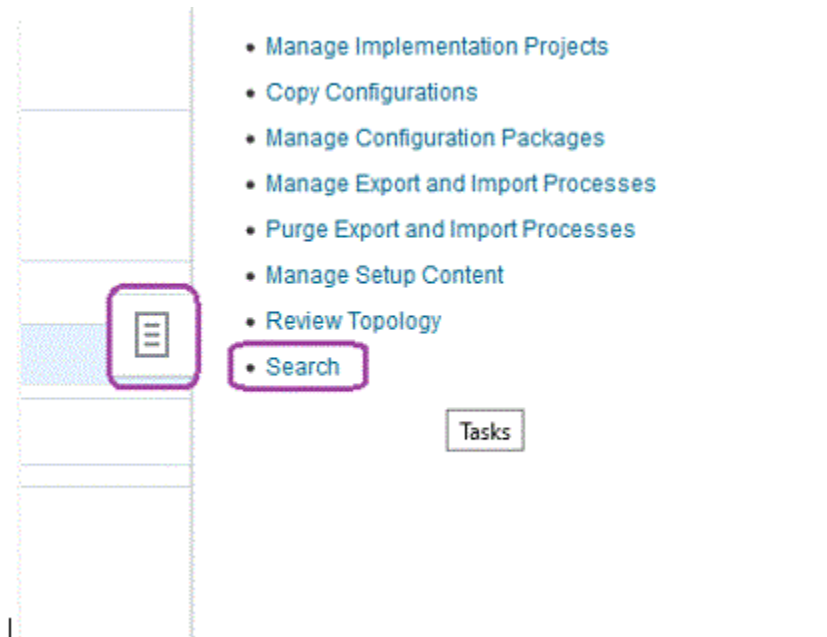 • Manage Implementation Projects
• Copy Configurations
• Manage Configuration Packages
• Manage Export and Import Processes
• Purge Export and Import Processes
• Manage Setup Content
• Review Topology
• Search
Tasks